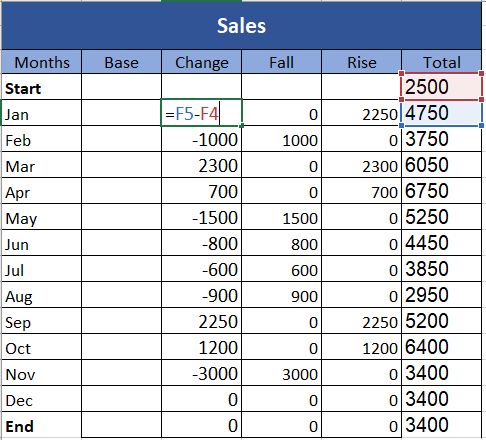 Sales
Months Base Change Fall Rise Total
Start 2500
Jan =F5-F4 0 2250 4750
Feb -1000 1000 0 3750
Mar 2300 0 2300 6050
Apr 700 0 700 6750
May -1500 1500 0 5250
Jun -800 800 0 4450
Jul -600 600 0 3850
Aug -900 900 0 2950
Sep 2250 0 2250 5200
Oct 1200 0 1200 6400
Nov -3000 3000 0 3400
Dec 0 0 0 3400
End 0 0 0 3400